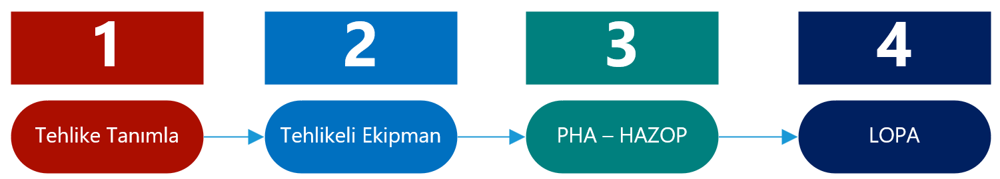 1
2
3
4
Tehlike Tanımla
Tehlikeli Ekipman
PHA – HAZOP
LOPA